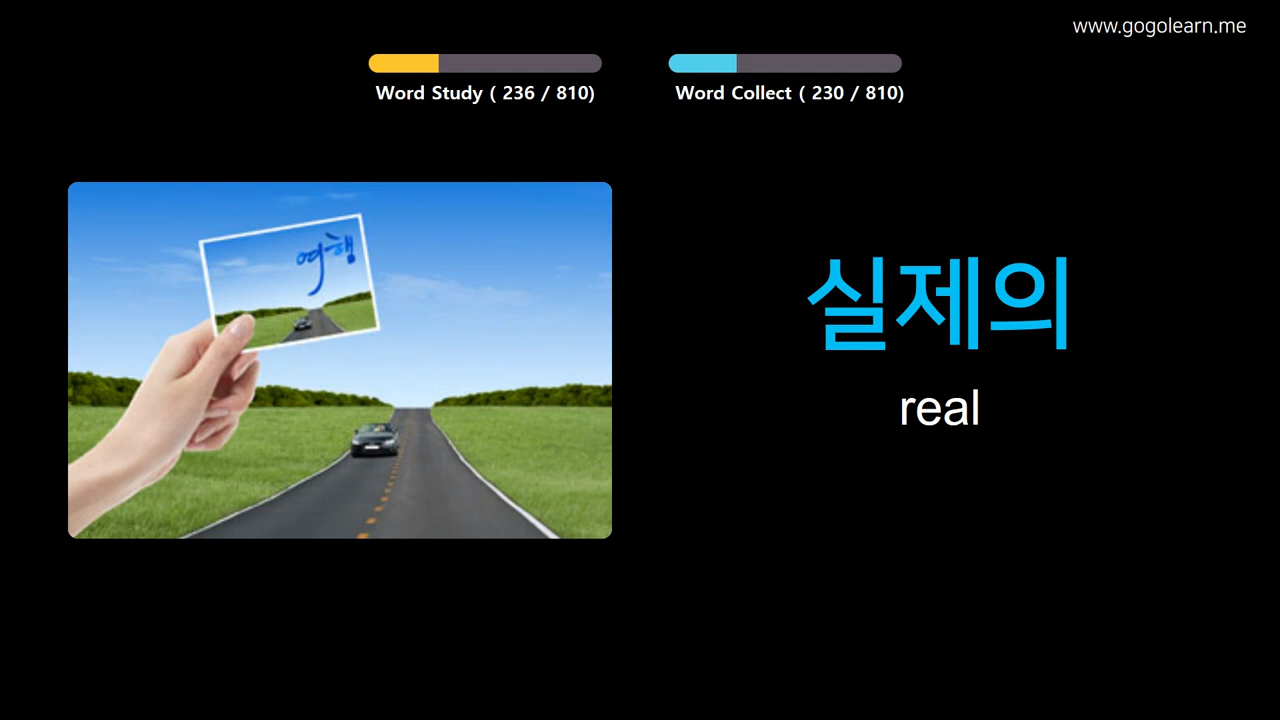 www.gogolearn.me
Word Study ( 236 / 810)
Word Collect ( 230 / 810)
여행
실제의
real